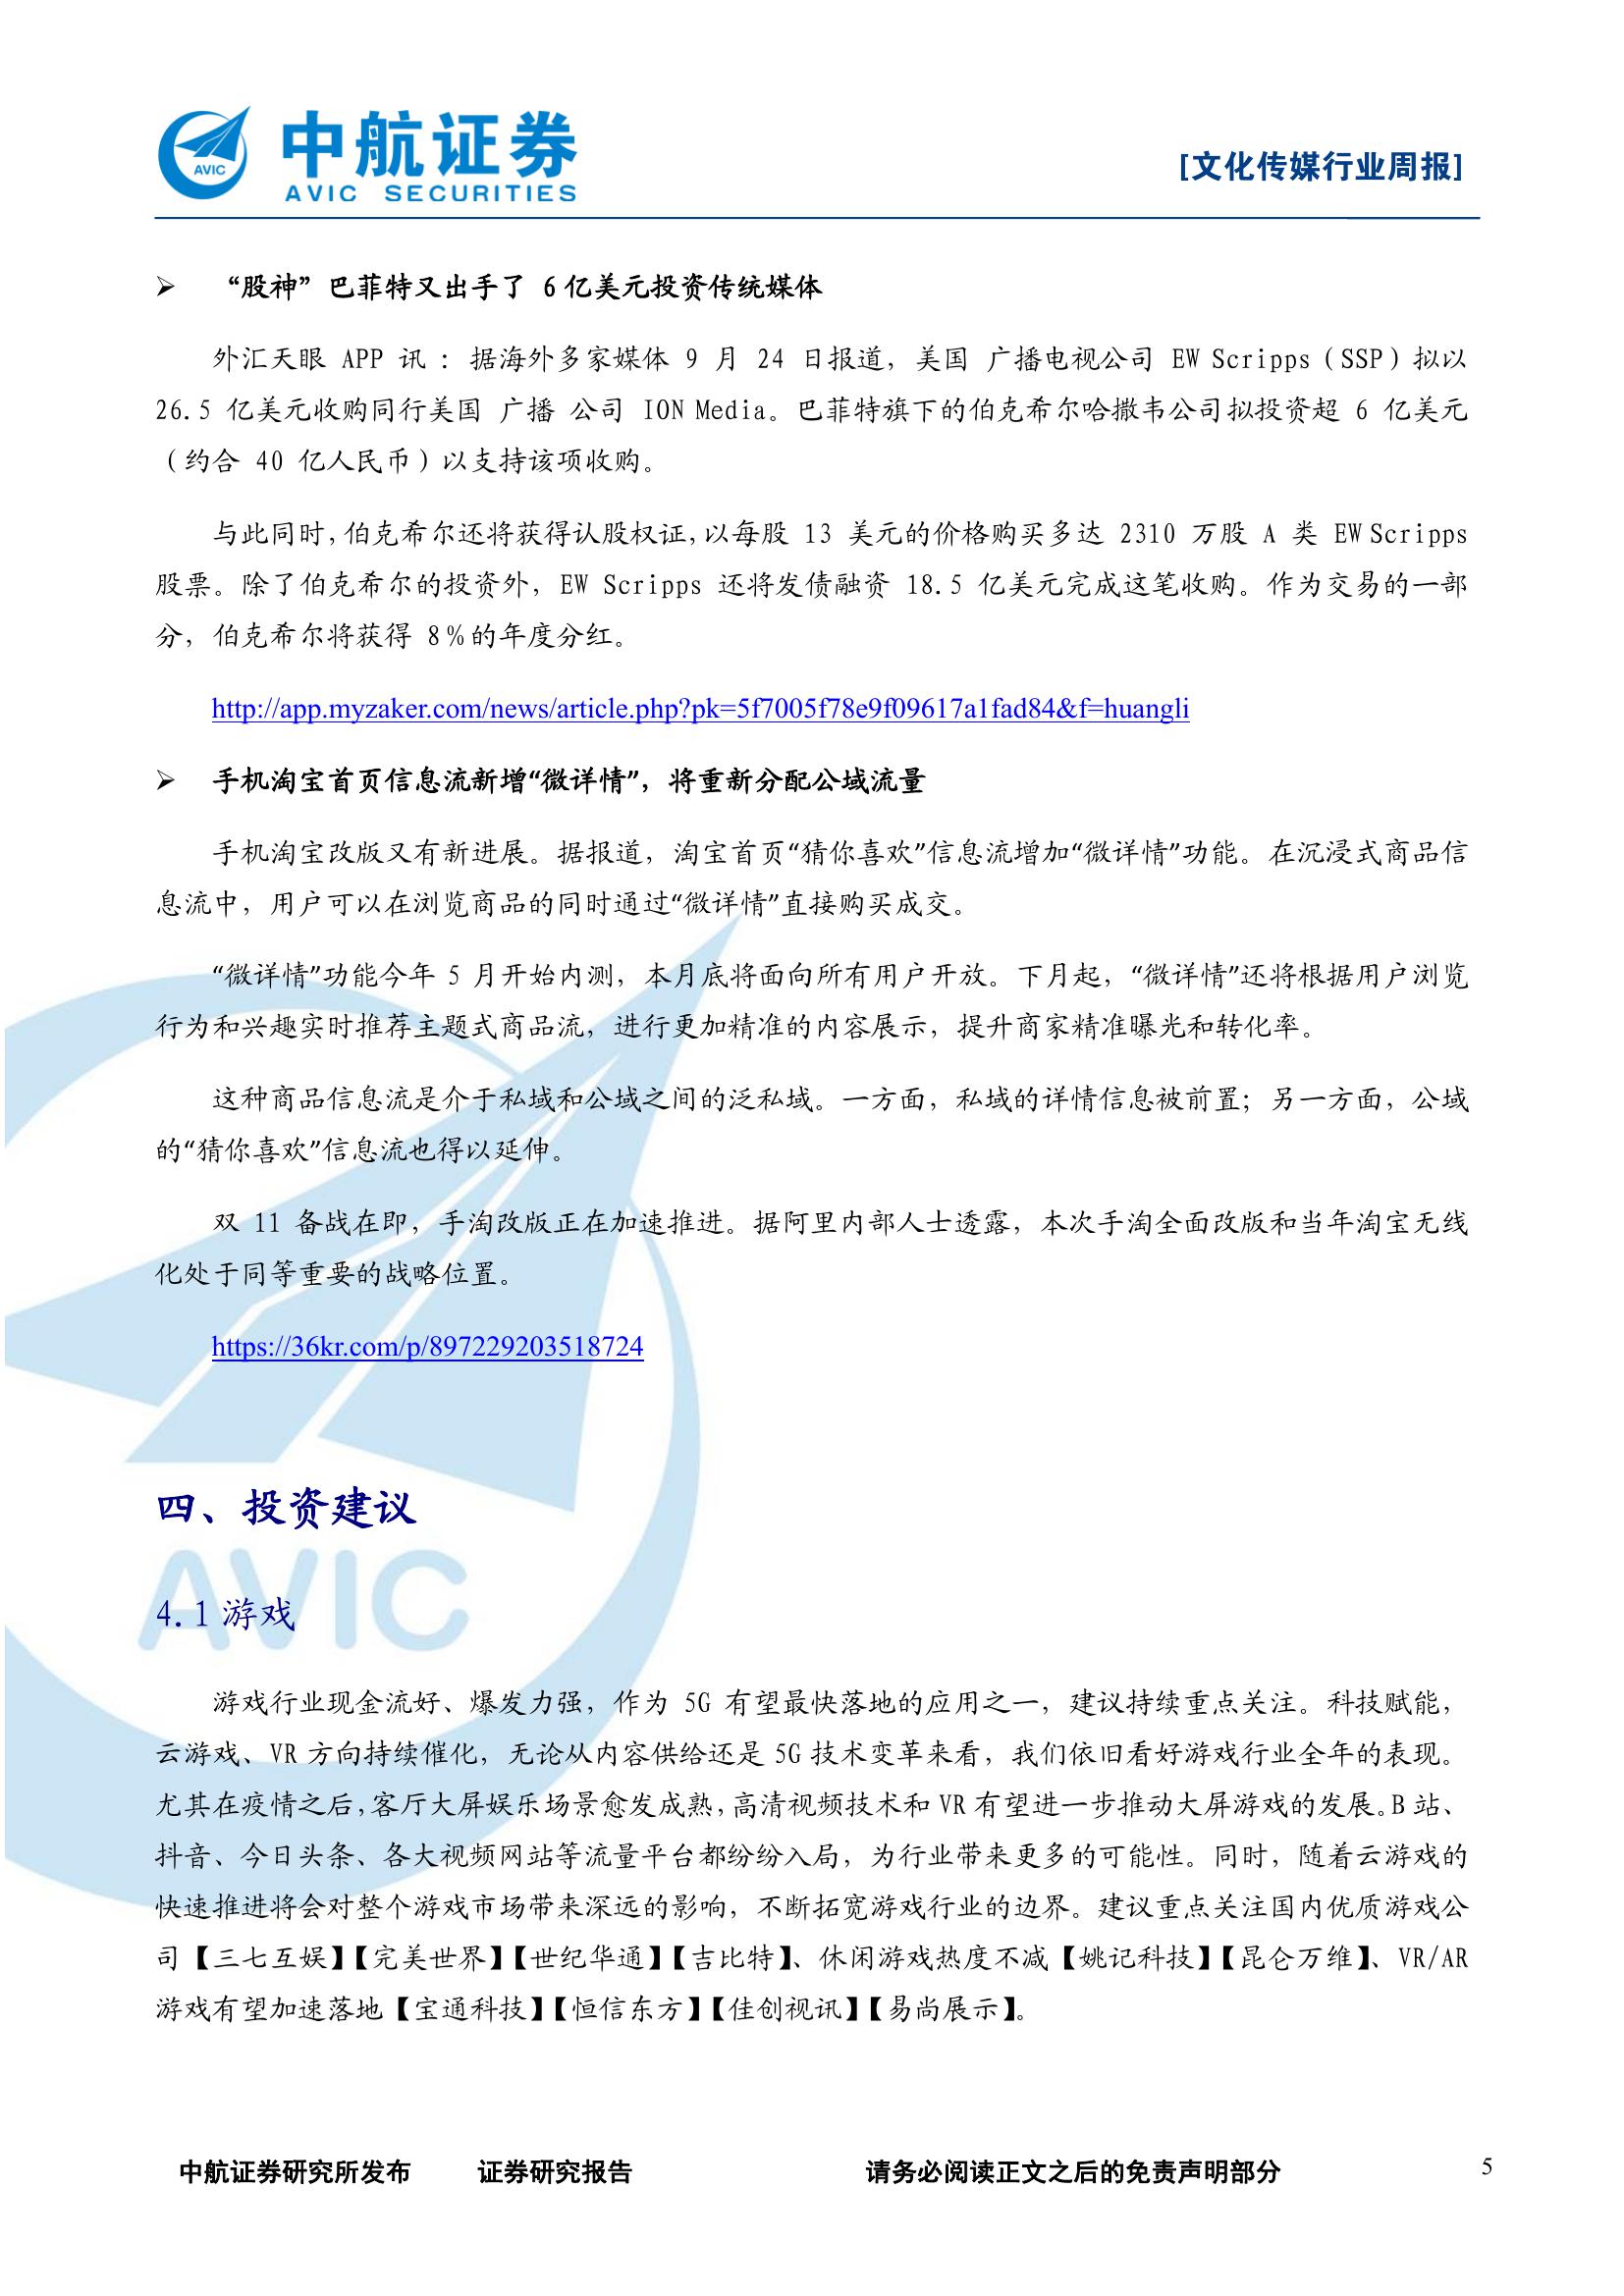 AVIC
中航证券
AVIC SECURITIES
[文化传媒行业周报]
➢ “股神”巴菲特又出手了 6 亿美元投资传统媒体
外汇天眼 APP 讯 : 据海外多家媒体 9 月 24 日报道，美国 广播电视公司 EW Scripps（SSP）拟以
26.5 亿美元收购同行美国 广播 公司 ION Media。巴菲特旗下的伯克希尔哈撒韦公司拟投资超 6 亿美元
（约合 40 亿人民币）以支持该项收购。
与此同时，伯克希尔还将获得认股权证，以每股 13 美元的价格购买多达 2310 万股 A 类 EW Scripps
股票。除了伯克希尔的投资外，EW Scripps 还将发债融资 18.5 亿美元完成这笔收购。作为交易的一部
分，伯克希尔将获得 8%的年度分红。
http://app.myzaker.com/news/article.php?pk=5f7005f78e9f09617a1fad84&f=huangli
➢ 手机淘宝首页信息流新增“微详情”，将重新分配公域流量
手机淘宝改版又有新进展。据报道，淘宝首页“猜你喜欢”信息流增加“微详情”功能。在沉浸式商品信
息流中，用户可以在浏览商品的同时通过“微详情”直接购买成交。
“微详情”功能今年 5 月开始内测，本月底将面向所有用户开放。下月起，“微详情”还将根据用户浏览
行为和兴趣实时推荐主题式商品流，进行更加精准的内容展示，提升商家精准曝光和转化率。
这种商品信息流是介于私域和公域之间的泛私域。一方面，私域的详情信息被前置；另一方面，公域
的“猜你喜欢”信息流也得以延伸。
双 11 备战在即，手淘改版正在加速推进。据阿里内部人士透露，本次手淘全面改版和当年淘宝无线
化处于同等重要的战略位置。
https://36kr.com/p/897229203518724
四、投资建议
AVIC
4.1 游戏
游戏行业现金流好、爆发力强，作为 5G 有望最快落地的应用之一，建议持续重点关注。科技赋能，
云游戏、VR 方向持续催化，无论从内容供给还是 5G 技术变革来看，我们依旧看好游戏行业全年的表现。
尤其在疫情之后，客厅大屏娱乐场景愈发成熟，高清视频技术和 VR 有望进一步推动大屏游戏的发展。B 站、
抖音、今日头条、各大视频网站等流量平台都纷纷入局，为行业带来更多的可能性。同时，随着云游戏的
快速推进将会对整个游戏市场带来深远的影响，不断拓宽游戏行业的边界。建议重点关注国内优质游戏公
司【三七互娱】【完美世界】【世纪华通】【吉比特】、休闲游戏热度不减【姚记科技】【昆仑万维】、VR/AR
游戏有望加速落地【宝通科技】【恒信东方】【佳创视讯】【易尚展示】。
中航证券研究所发布 证券研究报告 请务必阅读正文之后的免责声明部分 5